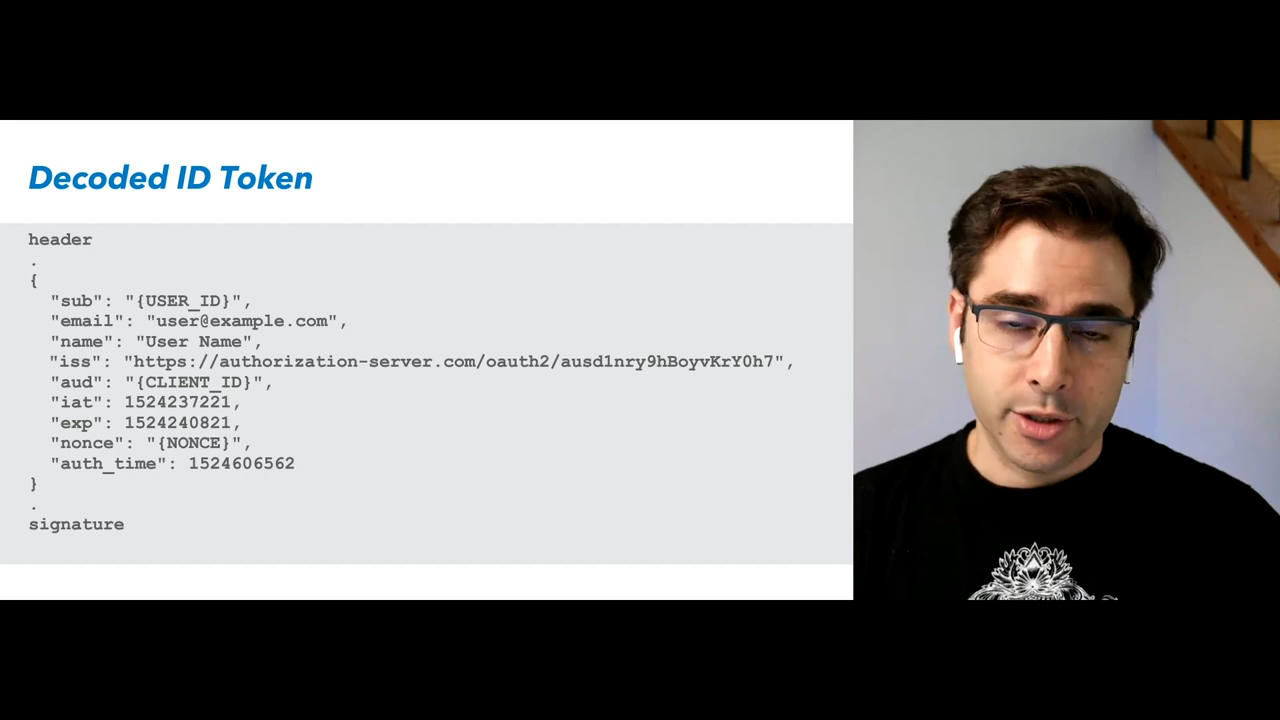 Decoded ID Token
header
.
{
"sub": "{USER_ID}",
"email": "user@example.com",
"name": "User Name",
"iss": "https://authorization-server.com/oauth2/ausd1nry9hBoyvKrY0h7",
"aud": "{CLIENT_ID}",
"iat": 1524237221,
"exp": 1524240821,
"nonce": "{NONCE}",
"auth_time": 1524606562
}
.
signature